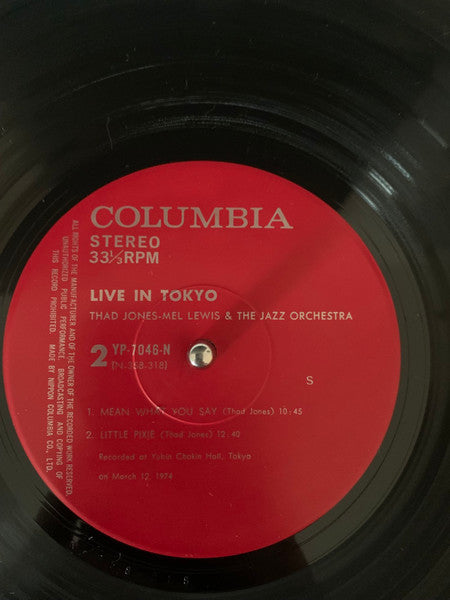 COLUMBIA
STEREO
33⅓RPM
LIVE IN TOKYO
THAD JONES-MEL LEWIS & THE JAZZ ORCHESTRA
2 YP-7046-N
(N-358-318)
S
1. MEAN WHAT YOU SAY (Thad Jones) 10:45
2. LITTLE PIXIE (Thad Jones) 12:40
Recorded at Yubin Chokin Hall, Tokyo
on March 12, 1974
ALL RIGHTS OF THE MANUFACTURER AND OF THE OWNER OF THE RECORDED WORK RESERVED.
UNAUTHORIZED PUBLIC PERFORMANCE, BROADCASTING AND COPYING OF
THIS RECORD PROHIBITED. MADE BY NIPPON COLUMBIA CO., LTD.